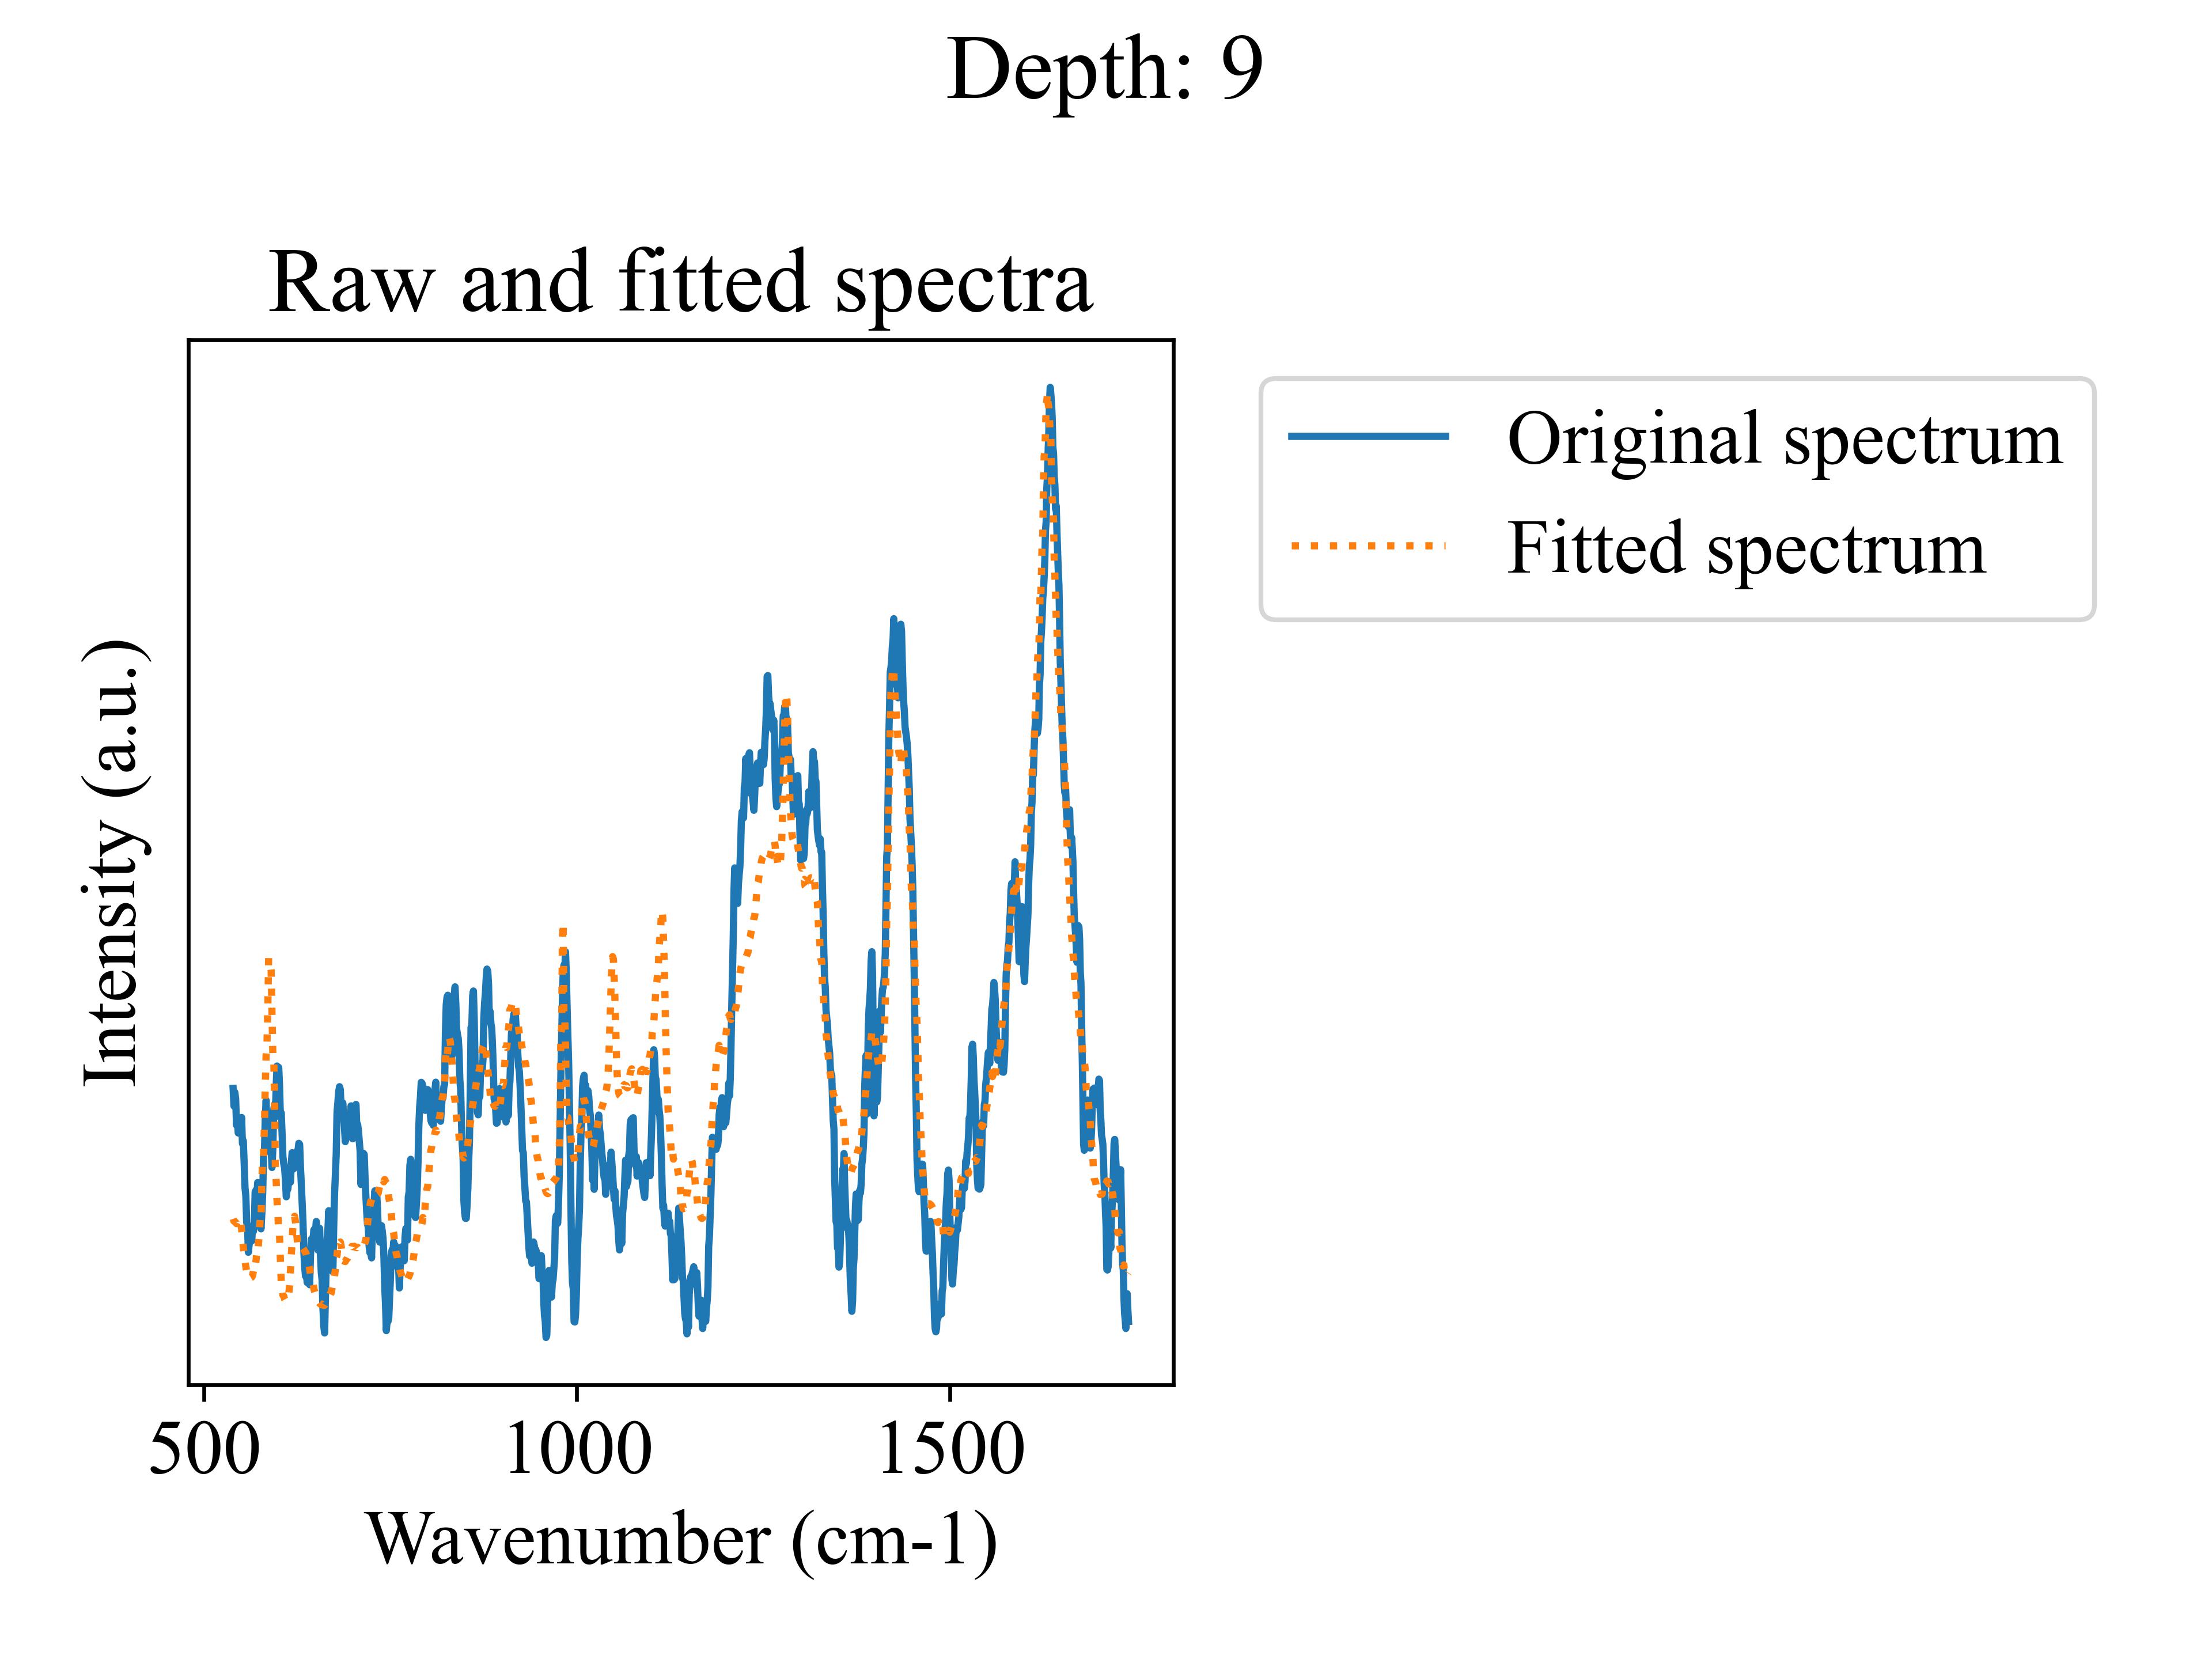 Depth: 9
Raw and fitted spectra
Original spectrum
Fitted spectrum
Intensity (a.u.)
500 1000 1500
Wavenumber (cm-1)